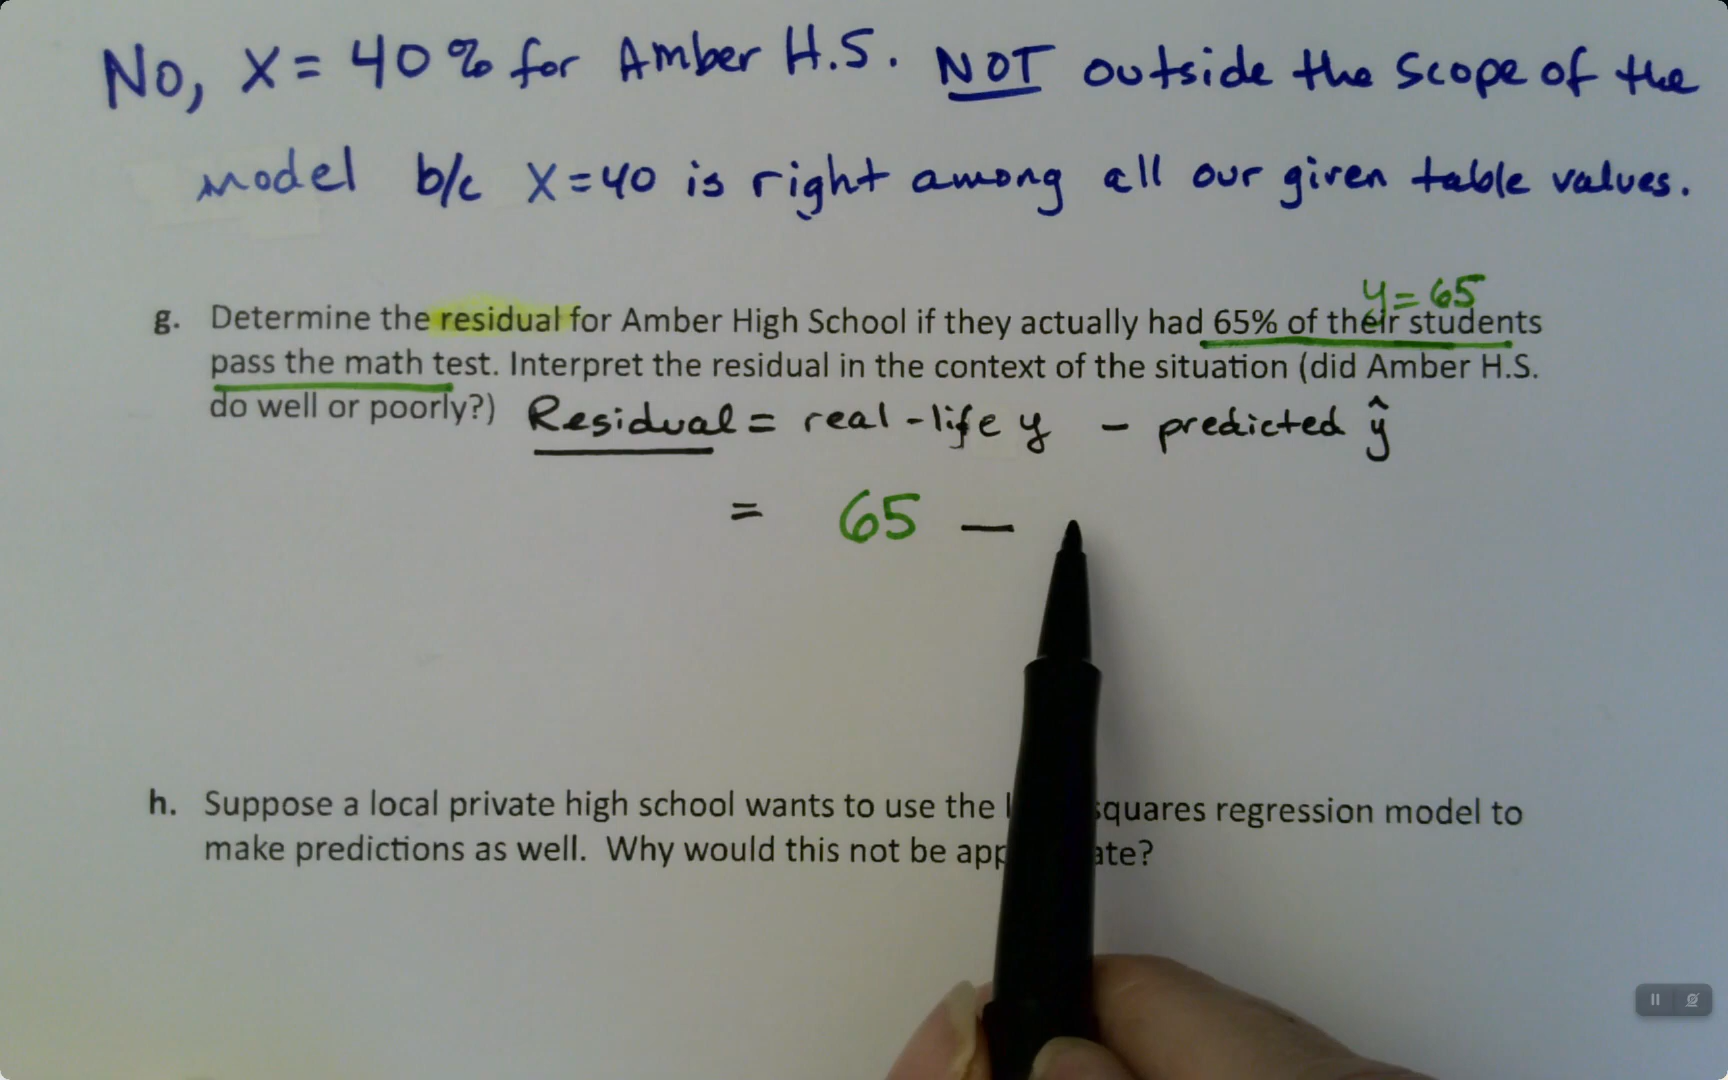 No, X = 40% for Amber H.S. NOT outside the scope of the
model b/c X=40 is right among all our given table values.
y=65
g. Determine the residual for Amber High School if they actually had 65% of their students
pass the math test. Interpret the residual in the context of the situation (did Amber H.S.
do well or poorly?) Residual = real-life y - predicted ŷ
= 65 —
h. Suppose a local private high school wants to use the squares regression model to
make predictions as well. Why would this not be